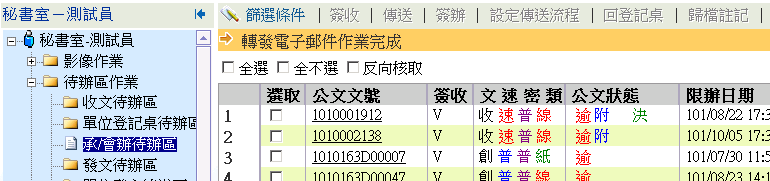 秘書室－測試員
秘書室-測試員
影像作業
待辦區作業
收文待辦區
單位登記桌待辦區
承/會辦待辦區
發文待辦區
篩選條件 | 簽收 | 傳送 | 簽辦 | 設定傳送流程 | 回登記桌 | 歸檔註記 |
轉發電子郵件作業完成
全選 全不選 反向核取
選取 公文文號 簽收 文 速 密 類 公文狀態 限辦日期
1 1010001912 V 收 速 普 線 逾 附 決 101/08/22 17:3
2 1010002138 V 收 速 普 線 逾 附 101/10/05 17:3
3 1010163D00007 V 創 普 普 紙 逾 101/07/30 11:5
4 1010163D00047 V 創 普 普 線 逾 101/08/23 14:1